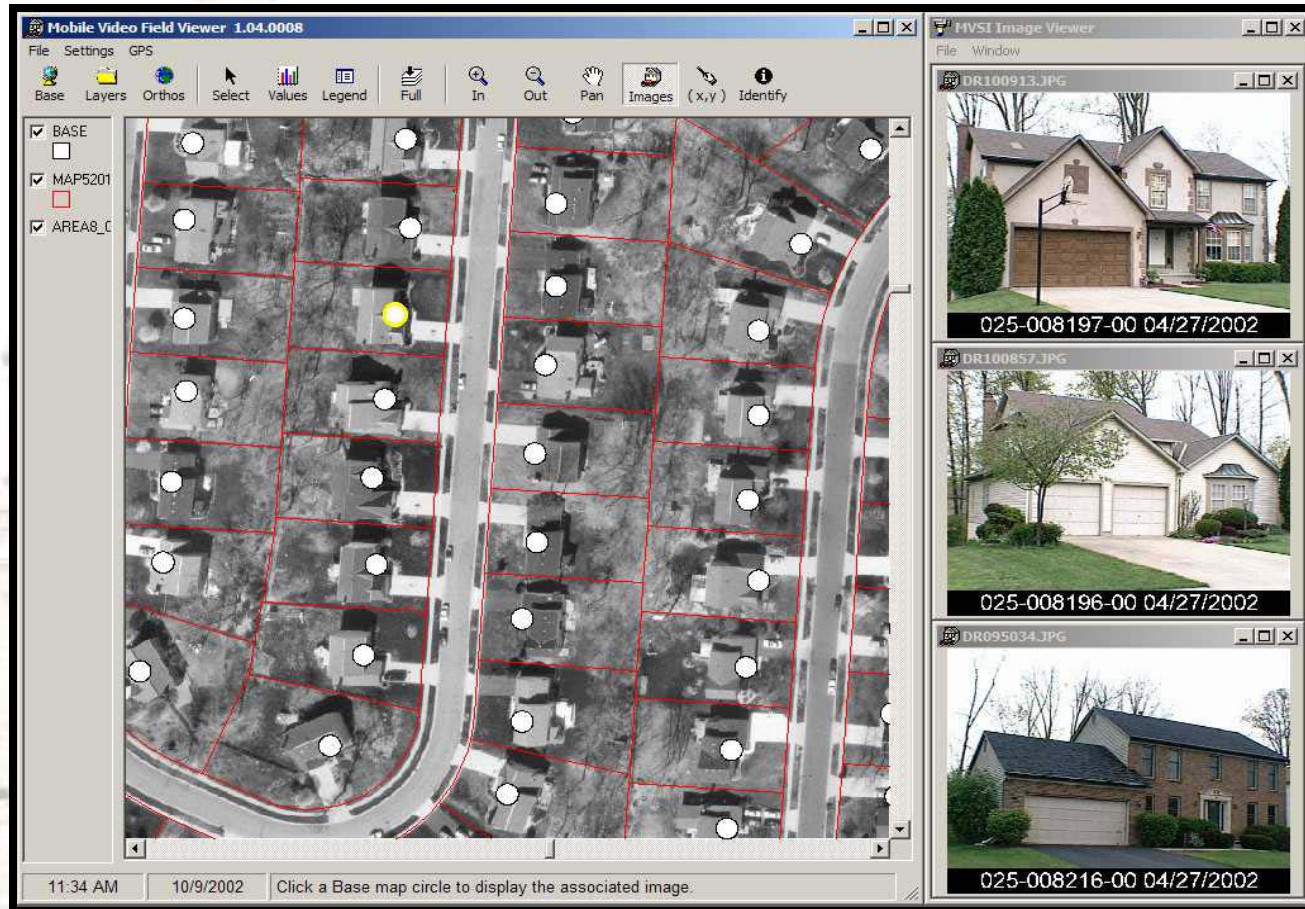 Mobile Video Field Viewer 1.04.0008
File Settings GPS
Base Layers Orthos Select Values Legend Full In Out Pan Images (x,y) Identify
BASE
MAP5201
AREA8_C
11:34 AM 10/9/2002 Click a Base map circle to display the associated image.
MVSI Image Viewer
File Window
DR100913.JPG
025-008197-00 04/27/2002
DR100857.JPG
025-008196-00 04/27/2002
DR095034.JPG
025-008216-00 04/27/2002